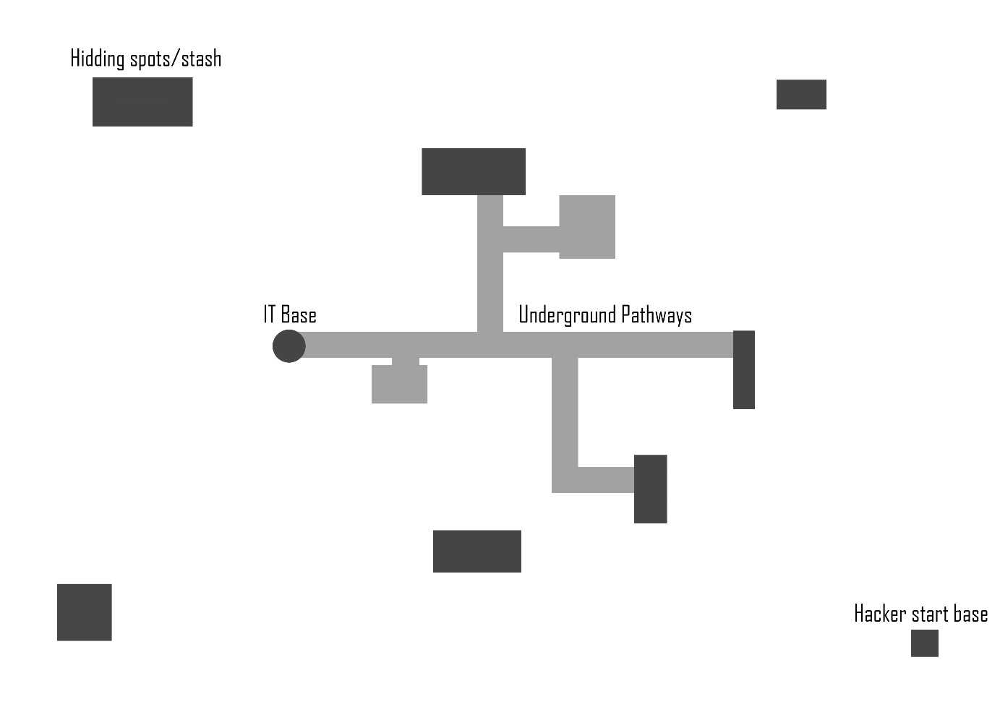 Hidding spots/stash
IT Base
Underground Pathways
Hacker start base